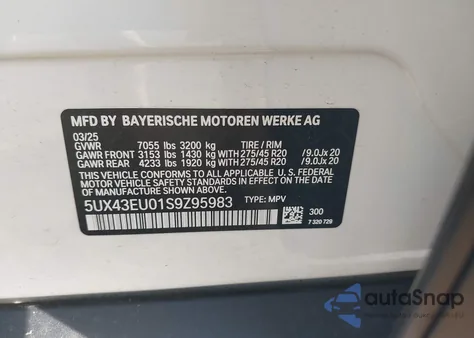 MFD BY BAYERISCHE MOTOREN WERKE AG
03/25
GVWR 7055 lbs 3200 kg TIRE / RIM
GAWR FRONT 3153 lbs 1430 kg WITH 275/45 R20 /9.0Jx 20
GAWR REAR 4233 lbs 1920 kg WITH 275/45 R20 /9.0Jx 20
THIS VEHICLE CONFORMS TO ALL APPLICABLE U.S. FEDERAL
MOTOR VEHICLE SAFETY STANDARDS IN EFFECT ON THE DATE OF
MANUFACTURE SHOWN ABOVE.
5UX43EU01S9Z95983 TYPE: MPV
300
7 320 729
autoSnap